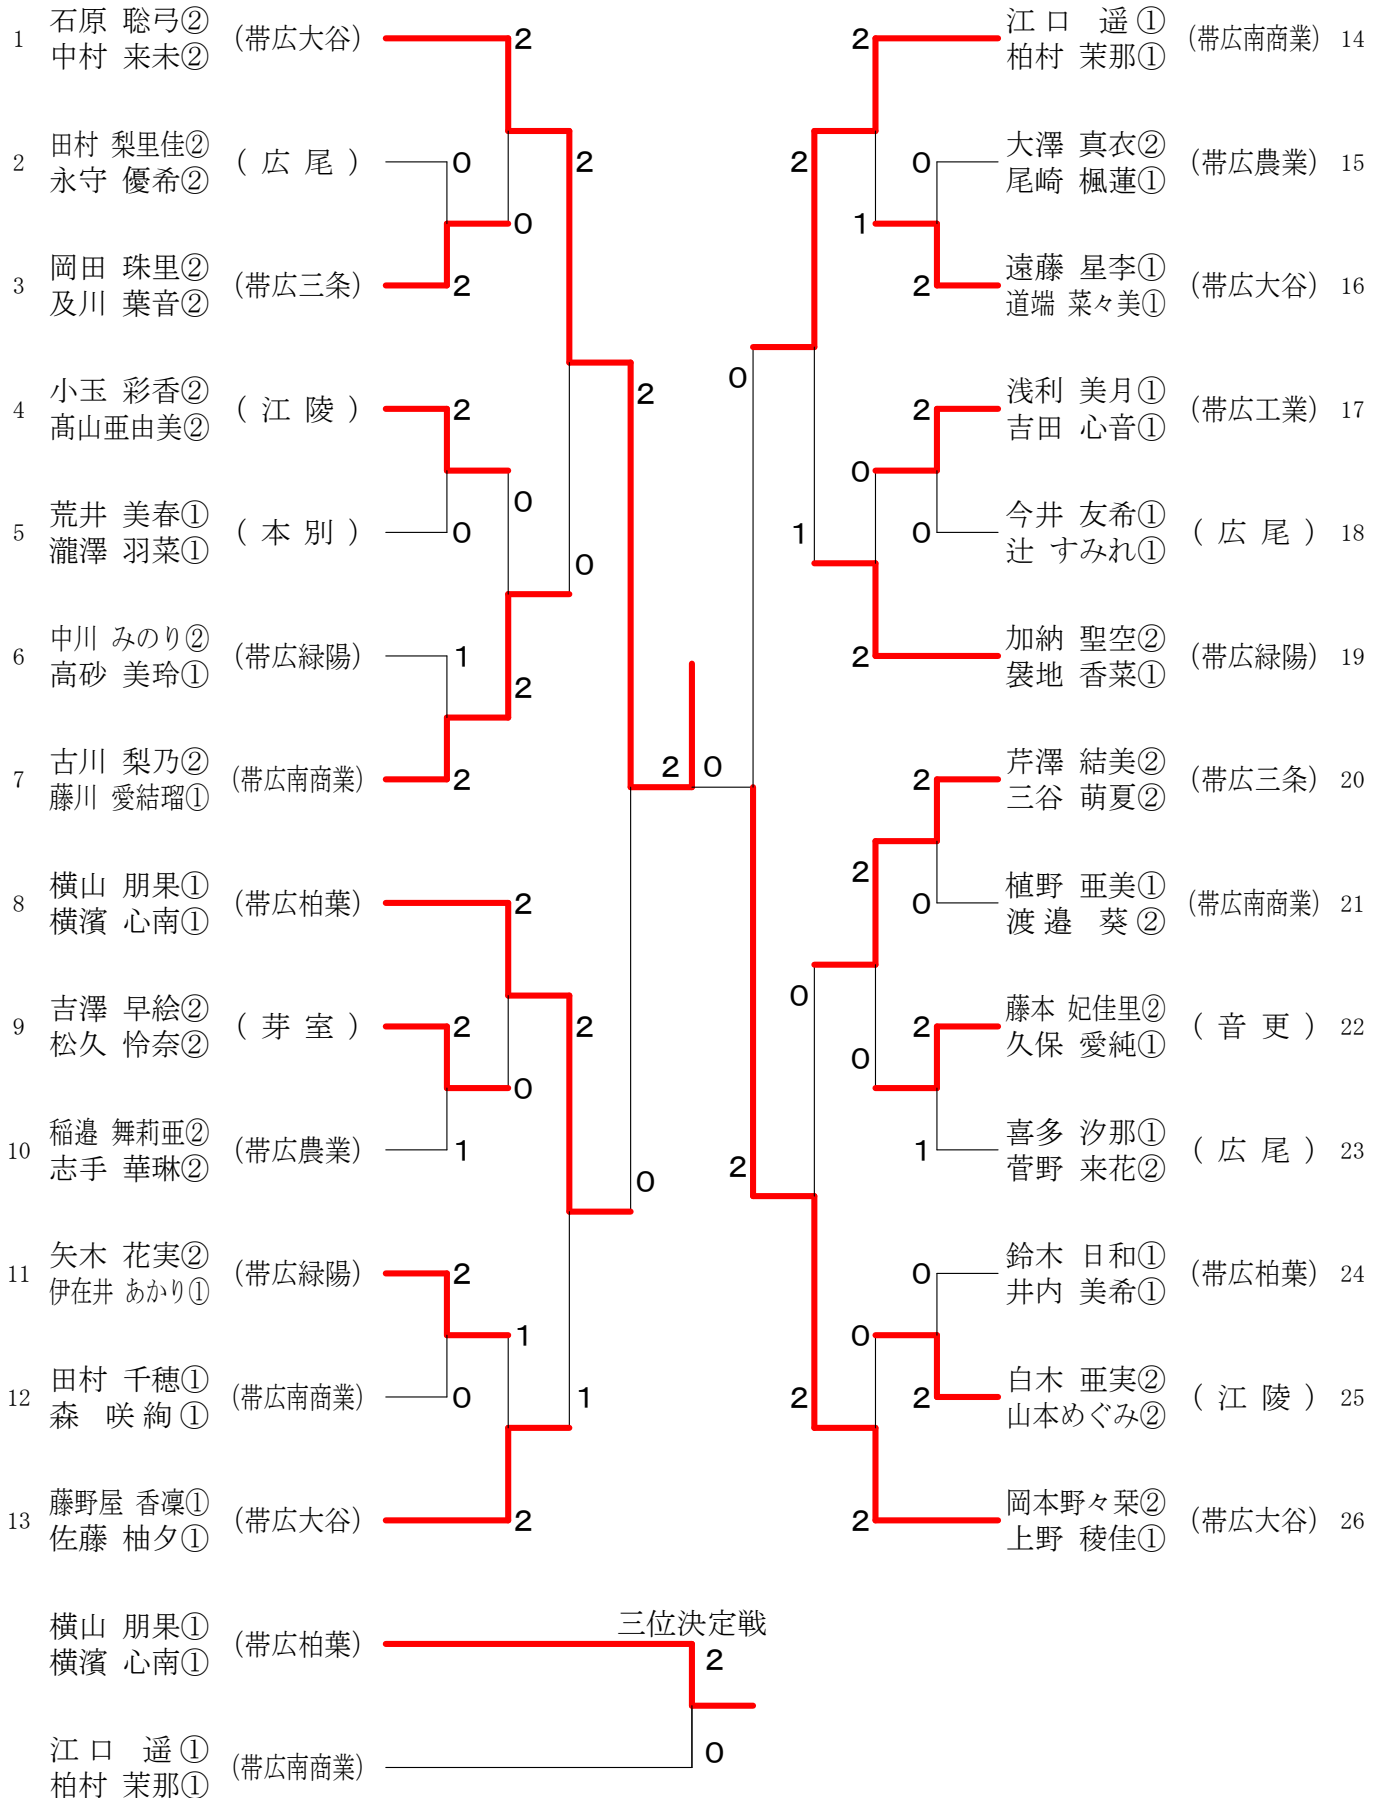 1 石原 聡弓② (帯広大谷)
中村 来未②
2 田村 梨里佳② (広尾)
永守 優希②
3 岡田 珠里② (帯広三条)
及川 葉音②
4 小玉 彩香② (江陵)
髙山亜由美②
5 荒井 美春① (本別)
瀧澤 羽菜①
6 中川 みのり② (帯広緑陽)
高砂 美玲①
7 古川 梨乃② (帯広南商業)
藤川 愛結瑠①
8 横山 朋果① (帯広柏葉)
横濱 心南①
9 吉澤 早絵② (芽室)
松久 怜奈②
10 稲邉 舞莉亜② (帯広農業)
志手 華琳②
11 矢木 花実② (帯広緑陽)
伊在井 あかり①
12 田村 千穂① (帯広南商業)
森 咲絢①
13 藤野屋 香凜① (帯広大谷)
佐藤 柚夕①
2
0
2
0
2
0
1
2
2
2
0
1
2
0
2
0
0
2
2
0
1
2
0
2
1
2
0
2
0
0
2
2
1
0
2
2
1
0
2
2
0
0
2
0
2
0
2
2
0
2
0
2
1
0
2
江口 遥① (帯広南商業) 14
柏村 茉那①
大澤 真衣② (帯広農業) 15
尾崎 楓蓮①
遠藤 星李① (帯広大谷) 16
道端 菜々美①
浅利 美月① (帯広工業) 17
吉田 心音①
今井 友希① (広尾) 18
辻 すみれ①
加納 聖空② (帯広緑陽) 19
袰地 香菜①
芹澤 結美② (帯広三条) 20
三谷 萌夏②
植野 亜美① (帯広南商業) 21
渡邉 葵②
藤本 妃佳里② (音更) 22
久保 愛純①
喜多 汐那① (広尾) 23
菅野 来花②
鈴木 日和① (帯広柏葉) 24
井内 美希①
白木 亜実② (江陵) 25
山本めぐみ②
岡本野々栞② (帯広大谷) 26
上野 稜佳①
三位決定戦
横山 朋果① (帯広柏葉) 2
横濱 心南①
江口 遥① (帯広南商業) 0
柏村 茉那①